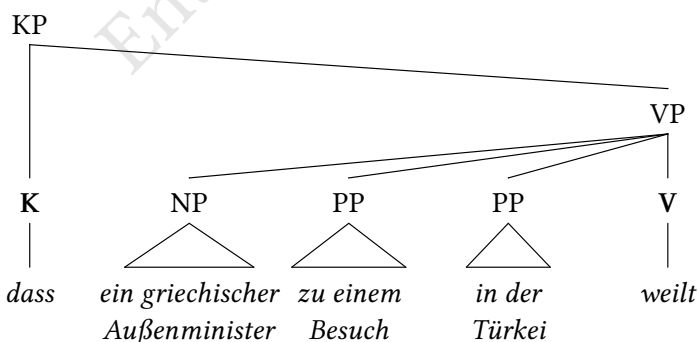 KP
VP
K NP PP PP V
dass ein griechischer zu einem in der weilt
Außenminister Besuch Türkei